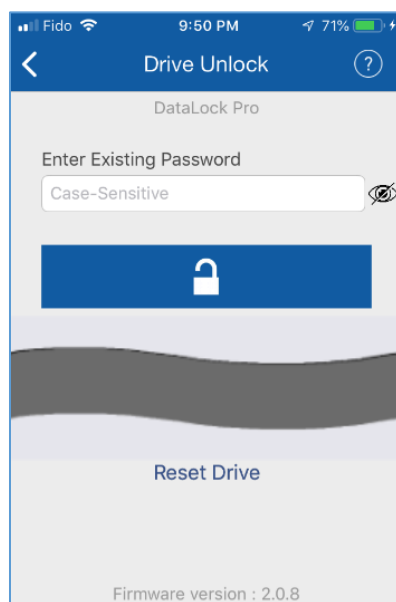 Fido 9:50 PM 71%
Drive Unlock ?
DataLock Pro
Enter Existing Password
Case-Sensitive
Reset Drive
Firmware version : 2.0.8